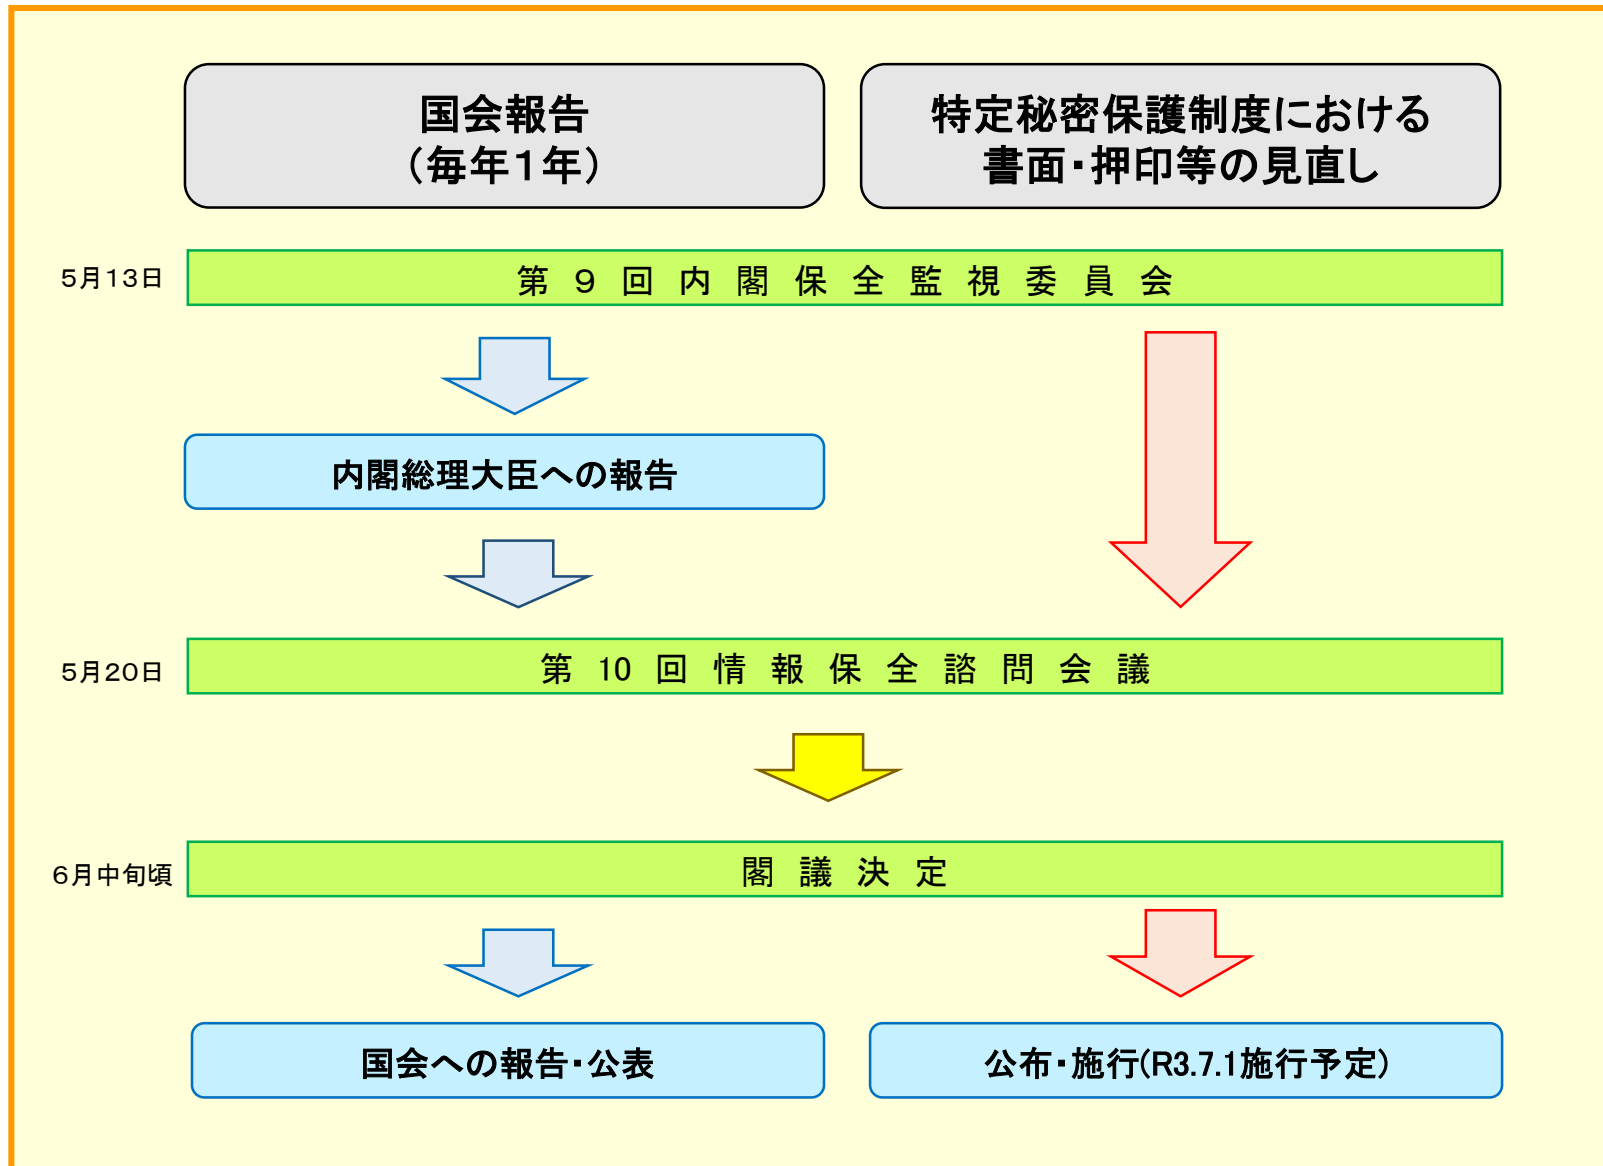 国会報告
（毎年１年）
特定秘密保護制度における
書面・押印等の見直し
５月１３日
第９回内閣保全監視委員会
内閣総理大臣への報告
５月２０日
第10回情報保全諮問会議
６月中旬頃
閣議決定
国会への報告・公表
公布・施行(R3.7.1施行予定)